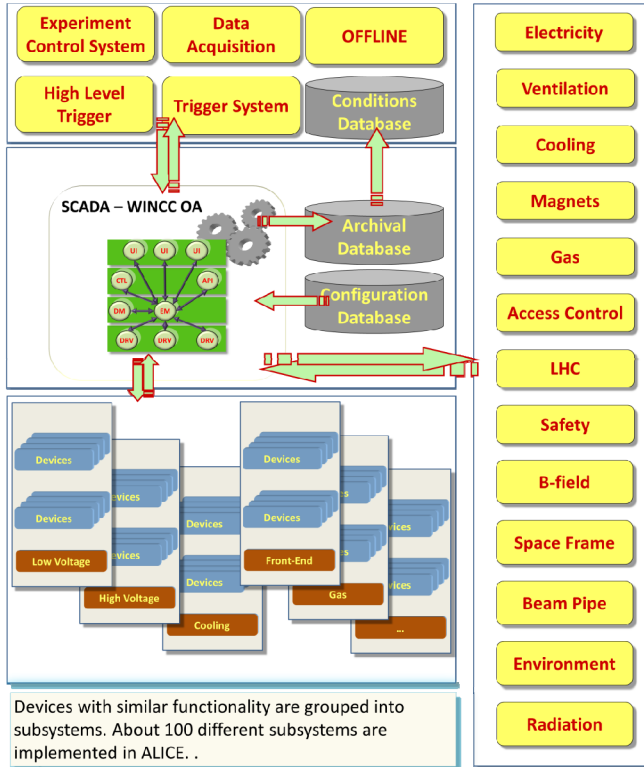 Experiment
Control System
Data
Acquisition
OFFLINE
High Level
Trigger
Trigger System
Conditions
Database
SCADA – WINCC OA
UI
UI
UI
CTL
API
DM
EM
DRV
DRV
DRV
Archival
Database
Configuration
Database
Devices
Devices
Low Voltage
Devices
Devices
High Voltage
Devices
Devices
Cooling
Devices
Devices
Front-End
Devices
Devices
Gas
Devices
Devices
...
Devices with similar functionality are grouped into
subsystems. About 100 different subsystems are
implemented in ALICE. .
Electricity
Ventilation
Cooling
Magnets
Gas
Access Control
LHC
Safety
B-field
Space Frame
Beam Pipe
Environment
Radiation